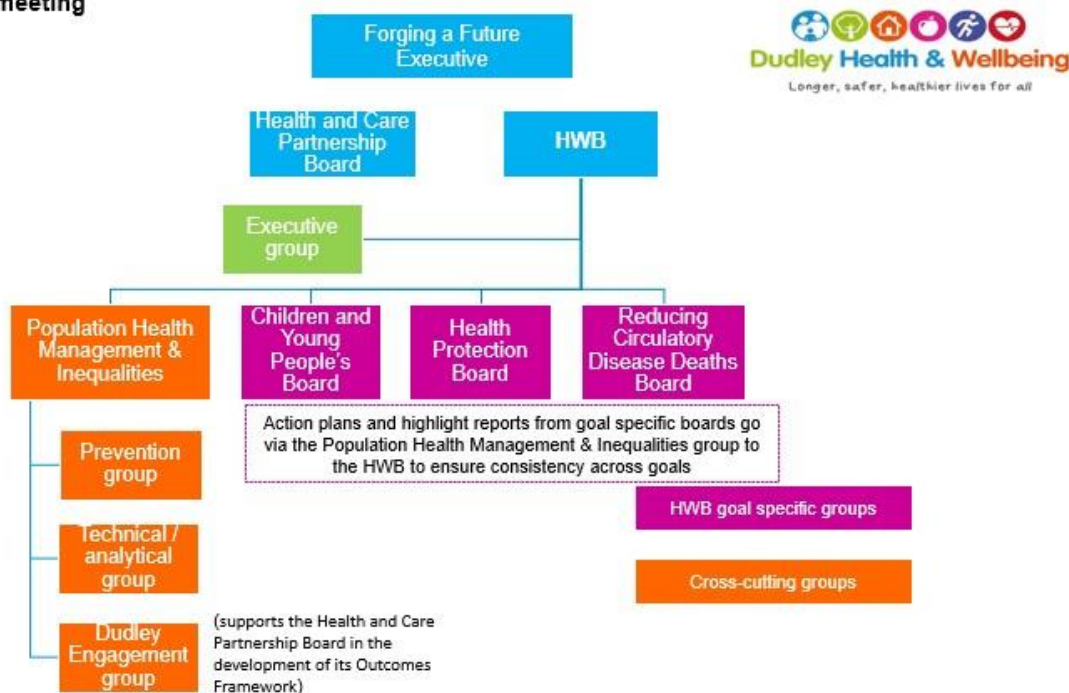 meeting
Forging a Future
Executive
Dudley Health & Wellbeing
Longer, safer, healthier lives for all
Health and Care
Partnership
Board
HWB
Executive
group
Population Health
Management &
Inequalities
Children and
Young
People's
Board
Health
Protection
Board
Reducing
Circulatory
Disease Deaths
Board
Action plans and highlight reports from goal specific boards go
via the Population Health Management & Inequalities group to
the HWB to ensure consistency across goals
Prevention
group
HWB goal specific groups
Technical /
analytical
group
Cross-cutting groups
Dudley
Engagement
group
(supports the Health and Care
Partnership Board in the
development of its Outcomes
Framework)